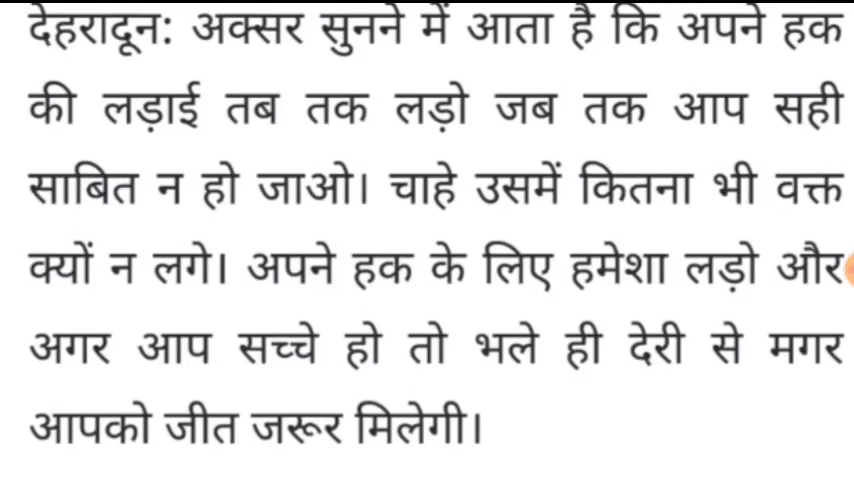 देहरादून: अक्सर सुनने में आता है कि अपने हक
की लड़ाई तब तक लड़ो जब तक आप सही
साबित न हो जाओ। चाहे उसमें कितना भी वक्त
क्यों न लगे। अपने हक के लिए हमेशा लड़ो और
अगर आप सच्चे हो तो भले ही देरी से मगर
आपको जीत जरूर मिलेगी।